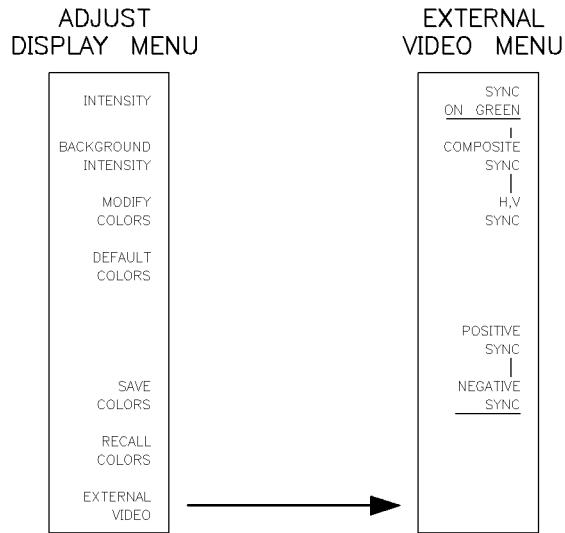 ADJUST
DISPLAY MENU
INTENSITY
BACKGROUND
INTENSITY
MODIFY
COLORS
DEFAULT
COLORS
SAVE
COLORS
RECALL
COLORS
EXTERNAL
VIDEO
EXTERNAL
VIDEO MENU
SYNC
ON GREEN
COMPOSITE
SYNC
H,V
SYNC
POSITIVE
SYNC
NEGATIVE
SYNC